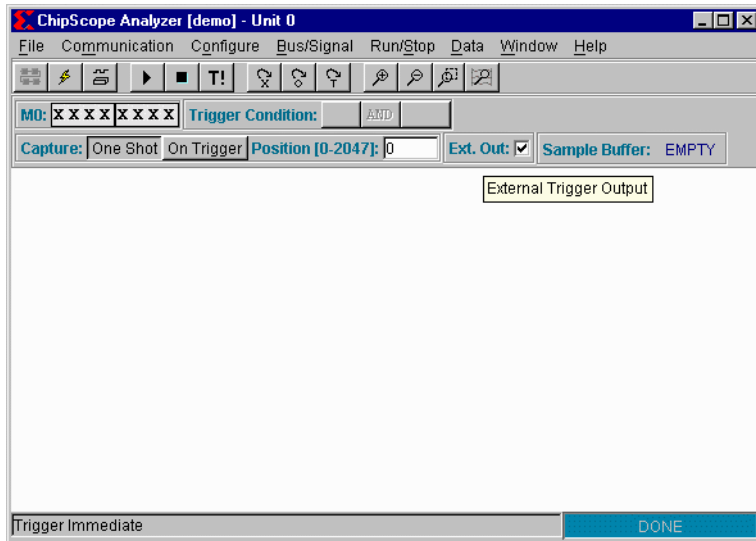 ChipScope Analyzer [demo] - Unit 0
File Communication Configure Bus/Signal Run/Stop Data Window Help
T!
X O T
M0: X X X X X X X X Trigger Condition: AND
Capture: One Shot On Trigger Position [0-2047]: 0 Ext. Out: Sample Buffer: EMPTY
External Trigger Output
Trigger Immediate DONE